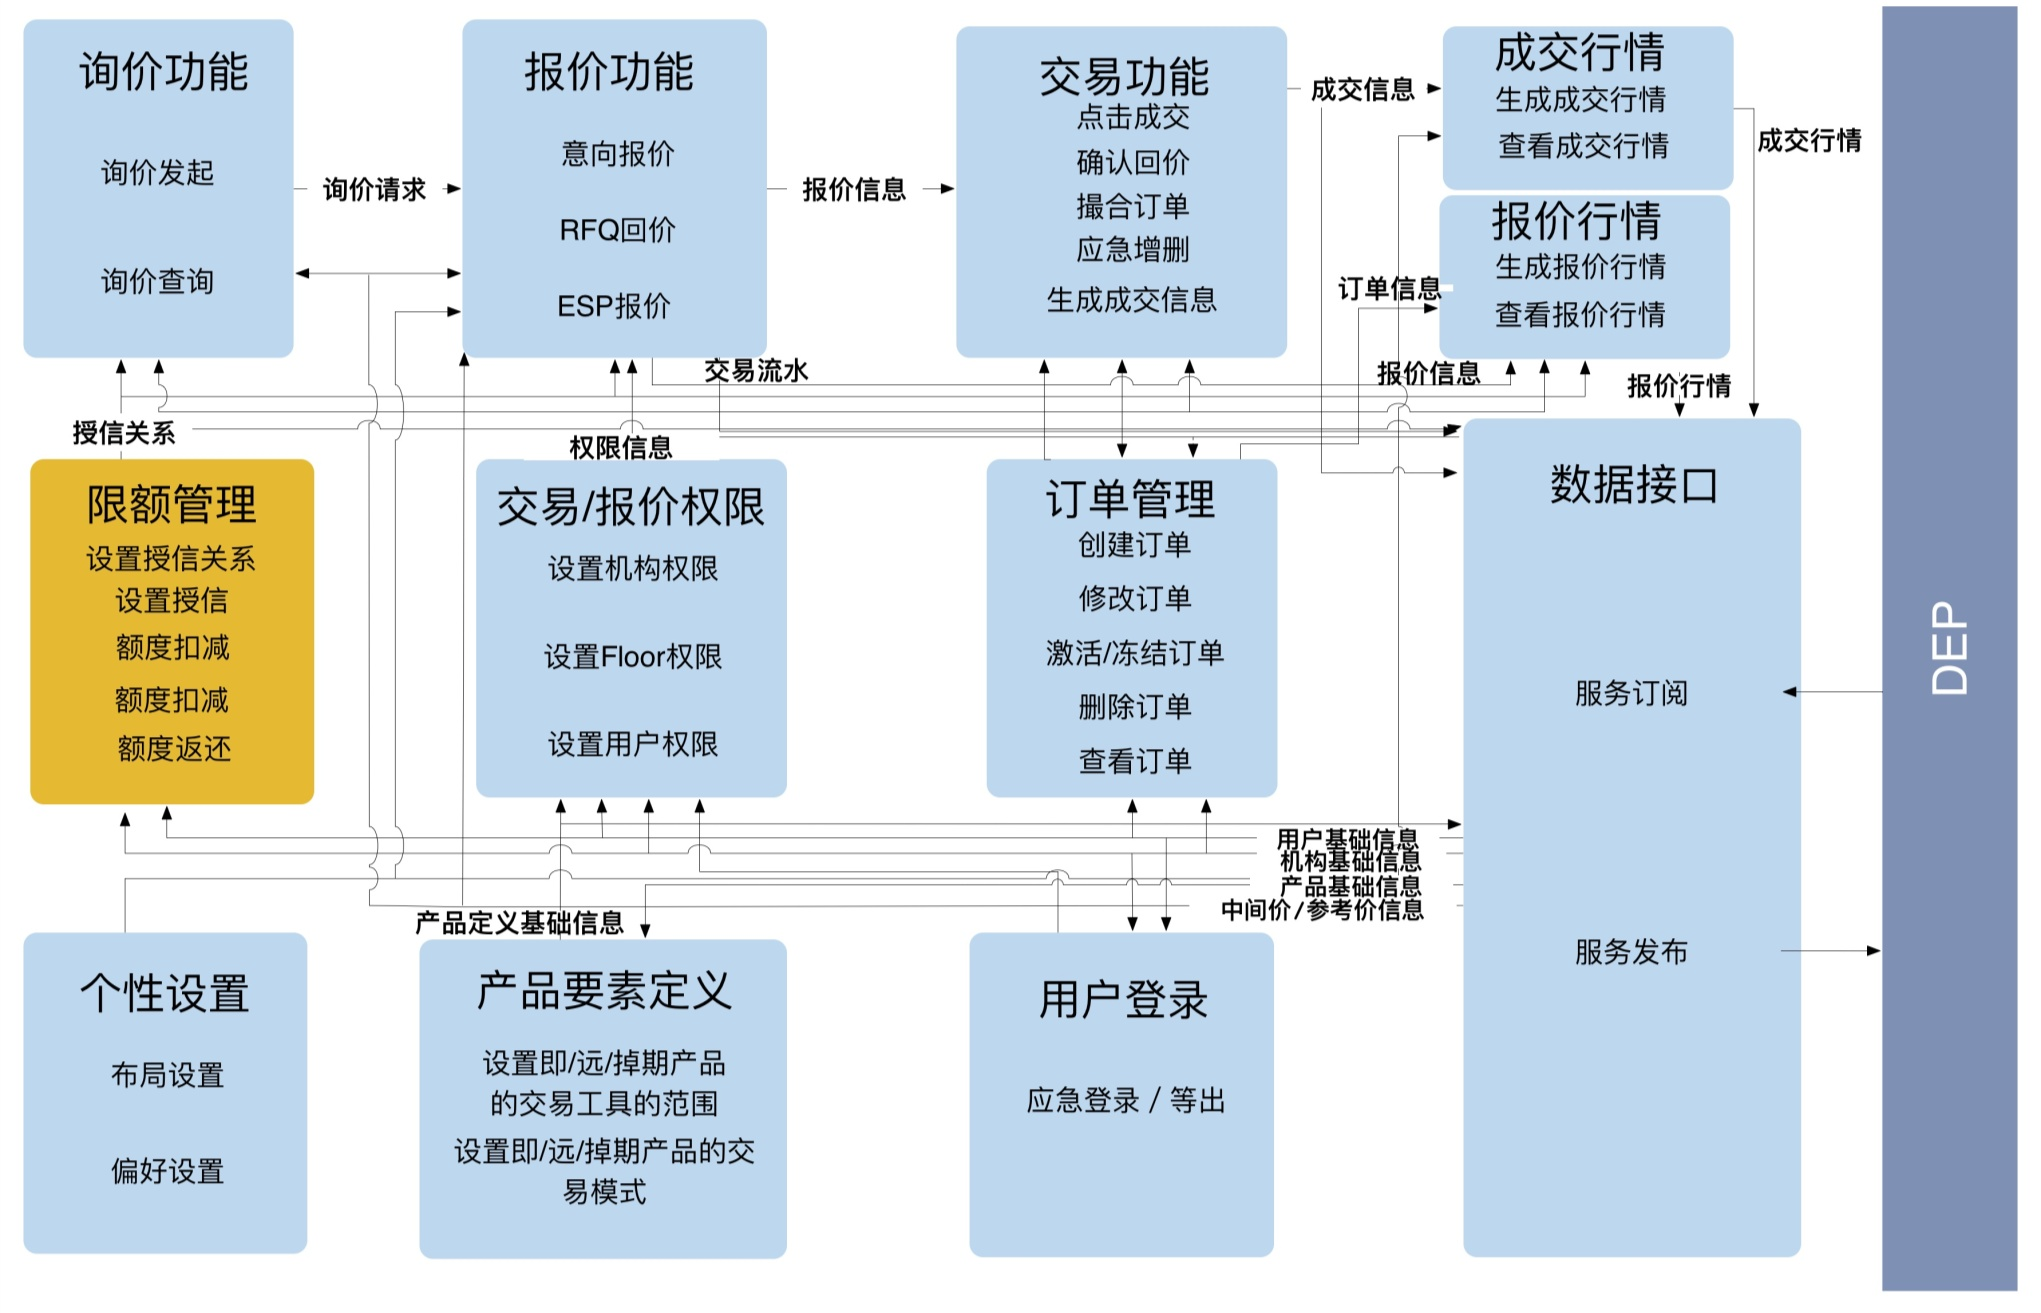 询价功能
询价发起
询价查询
询价请求
报价功能
意向报价
RFQ回价
ESP报价
报价信息
交易功能
点击成交
确认回价
撮合订单
应急增删
生成成交信息
成交信息
成交行情
生成成交行情
查看成交行情
成交行情
报价行情
生成报价行情
查看报价行情
订单信息
交易流水
报价信息
报价行情
授信关系
权限信息
限额管理
设置授信关系
设置授信
额度扣减
额度扣减
额度返还
交易/报价权限
设置机构权限
设置Floor权限
设置用户权限
订单管理
创建订单
修改订单
激活/冻结订单
删除订单
查看订单
数据接口
服务订阅
服务发布
DEP
用户基础信息
机构基础信息
产品基础信息
中间价/参考价信息
产品定义基础信息
个性设置
布局设置
偏好设置
产品要素定义
设置即/远/掉期产品
的交易工具的范围
设置即/远/掉期产品的交
易模式
用户登录
应急登录 / 等出